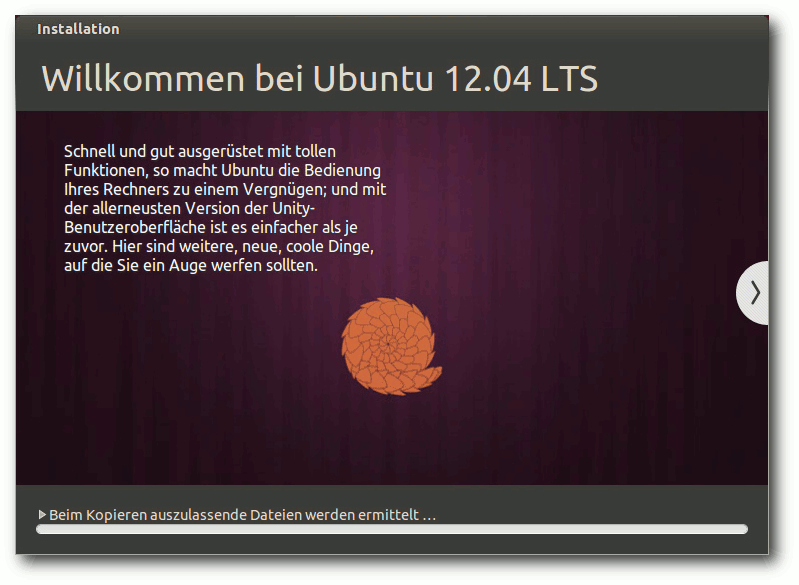 Installation
Willkommen bei Ubuntu 12.04 LTS
Schnell und gut ausgerüstet mit tollen
Funktionen, so macht Ubuntu die Bedienung
Ihres Rechners zu einem Vergnügen; und mit
der allerneusten Version der Unity-
Benutzeroberfläche ist es einfacher als je
zuvor. Hier sind weitere, neue, coole Dinge,
auf die Sie ein Auge werfen sollten.
Beim Kopieren auszulassende Dateien werden ermittelt …